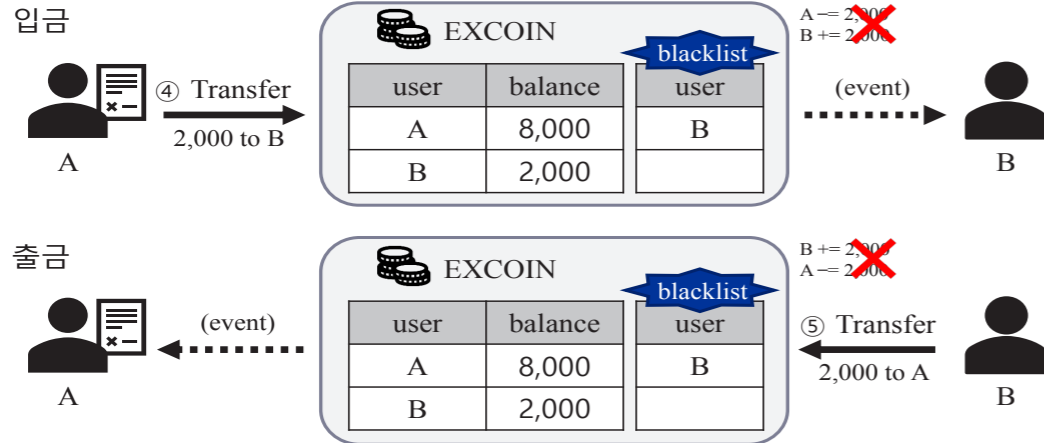 입금
EXCOIN
A −= 2,000
B += 2,000
blacklist
④ Transfer
2,000 to B
user balance user
A 8,000 B
B 2,000
(event)
A
B
출금
EXCOIN
B += 2,000
A −= 2,000
blacklist
(event)
user balance user
A 8,000 B
B 2,000
⑤ Transfer
2,000 to A
A
B